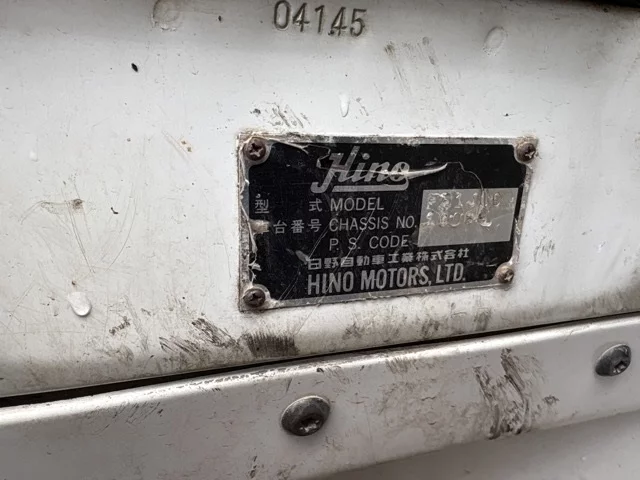 04145
Hino
型 式 MODEL
車台番号 CHASSIS NO.
P. S. CODE
日野自動車工業株式会社
HINO MOTORS, LTD.